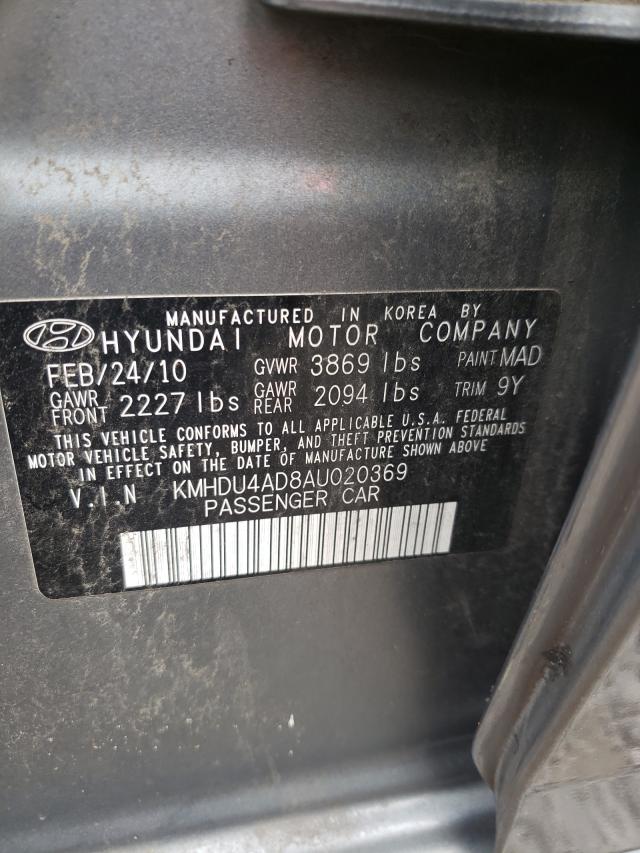 MANUFACTURED IN KOREA BY
HYUNDAI MOTOR COMPANY
FEB/24/10 GVWR 3869 lbs PAINT MAD
GAWR FRONT 2227 lbs GAWR REAR 2094 lbs TRIM 9Y
THIS VEHICLE CONFORMS TO ALL APPLICABLE U.S.A. FEDERAL
MOTOR VEHICLE SAFETY, BUMPER, AND THEFT PREVENTION STANDARDS
IN EFFECT ON THE DATE OF MANUFACTURE SHOWN ABOVE
V.I.N KMHDU4AD8AU020369
PASSENGER CAR